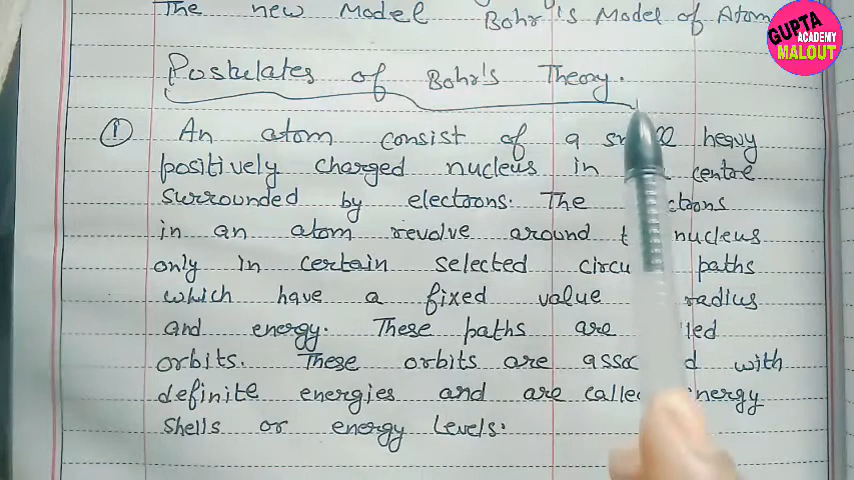 The new Model Bohr's Model of Atom
GUPTA
ACADEMY
MALOUT
Postulates of Bohr's Theory.
① An atom consist of a heavy
positively charged nucleus in centre
surrounded by electrons. The
in an atom revolve around nucleus
only in certain selected paths
which have a fixed value radius
and energy. These paths are
orbits. These orbits are with
definite energies and are
shells or energy levels.